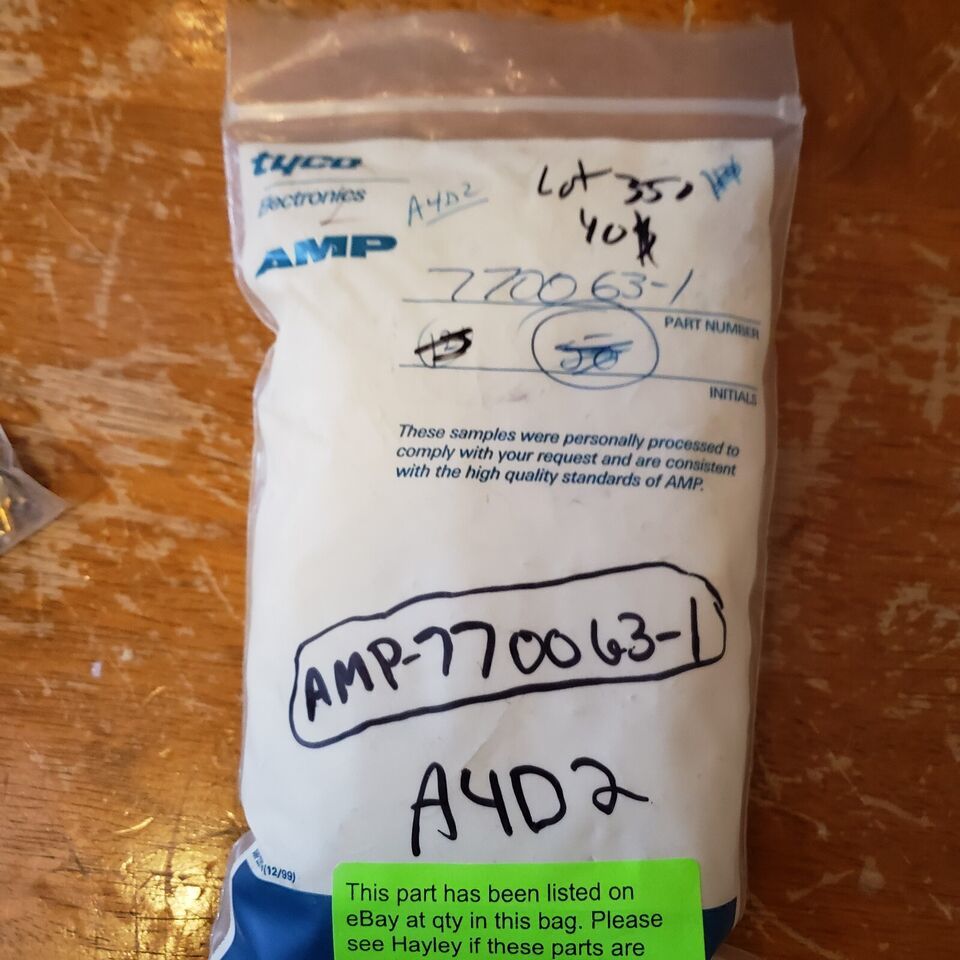 tyco
Electronics
AMP
A4D2
Lot 350
40
770063-1
PART NUMBER
50
INITIALS
These samples were personally processed to
comply with your request and are consistent
with the high quality standards of AMP.
AMP-770063-1
A4D2
(12/99)
This part has been listed on
eBay at qty in this bag. Please
see Hayley if these parts are